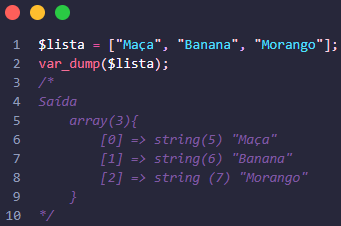 1 $lista = ["Maça", "Banana", "Morango"];
2 var_dump($lista);
3 /*
4 Saída
5     array(3){
6         [0] => string(5) "Maça"
7         [1] => string(6) "Banana"
8         [2] => string (7) "Morango"
9     }
10 */